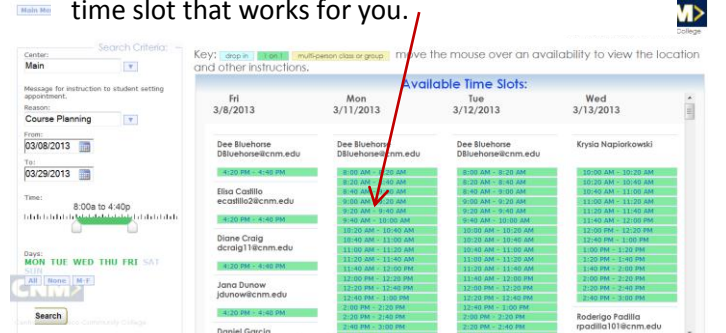 Main Me
time slot that works for you.
M>
College
Search Criteria:
Center:
Main
Message for instruction to student setting
appointment.
Reason:
Course Planning
From:
03/08/2013
To:
03/29/2013
Time:
8:00a to 4:40p
Days:
MON TUE WED THU FRI SAT
SUN
All None M-F
CNM>
Search
Community College
Key: drop-in 1 on 1 multi-person class or group move the mouse over an availability to view the location
and other instructions.
Available Time Slots:
Fri
3/8/2013
Dee Bluehorse
DBluehorse@cnm.edu
4:20 PM - 4:40 PM
Elisa Castillo
ecastillo2@cnm.edu
4:20 PM - 4:40 PM
Diane Craig
dcraig11@cnm.edu
4:20 PM - 4:40 PM
Jana Dunow
jdunow@cnm.edu
4:20 PM - 4:40 PM
Daniel Garcia
Mon
3/11/2013
Dee Bluehorse
DBluehorse@cnm.edu
8:00 AM - 8:20 AM
8:20 AM - 8:40 AM
8:40 AM - 9:00 AM
9:00 AM - 9:20 AM
9:20 AM - 9:40 AM
9:40 AM - 10:00 AM
10:20 AM - 10:40 AM
10:40 AM - 11:00 AM
11:00 AM - 11:20 AM
11:20 AM - 11:40 AM
11:40 AM - 12:00 PM
12:00 PM - 12:20 PM
12:20 PM - 12:40 PM
12:40 PM - 1:00 PM
2:00 PM - 2:20 PM
2:20 PM - 2:40 PM
2:40 PM - 3:00 PM
Tue
3/12/2013
Dee Bluehorse
DBluehorse@cnm.edu
8:00 AM - 8:20 AM
8:20 AM - 8:40 AM
8:40 AM - 9:00 AM
9:00 AM - 9:20 AM
9:20 AM - 9:40 AM
9:40 AM - 10:00 AM
10:00 AM - 10:20 AM
10:20 AM - 10:40 AM
10:40 AM - 11:00 AM
11:00 AM - 11:20 AM
11:20 AM - 11:40 AM
11:40 AM - 12:00 PM
12:00 PM - 12:20 PM
12:20 PM - 12:40 PM
12:40 PM - 1:00 PM
2:00 PM - 2:20 PM
2:20 PM - 2:40 PM
Wed
3/13/2013
Krysia Napiorkowski
10:00 AM - 10:20 AM
10:20 AM - 10:40 AM
10:40 AM - 11:00 AM
11:00 AM - 11:20 AM
11:20 AM - 11:40 AM
11:40 AM - 12:00 PM
12:40 PM - 1:00 PM
1:00 PM - 1:20 PM
1:20 PM - 1:40 PM
1:40 PM - 2:00 PM
2:00 PM - 2:20 PM
2:20 PM - 2:40 PM
2:40 PM - 3:00 PM
Roderigo Padilla
rpadilla101@cnm.edu